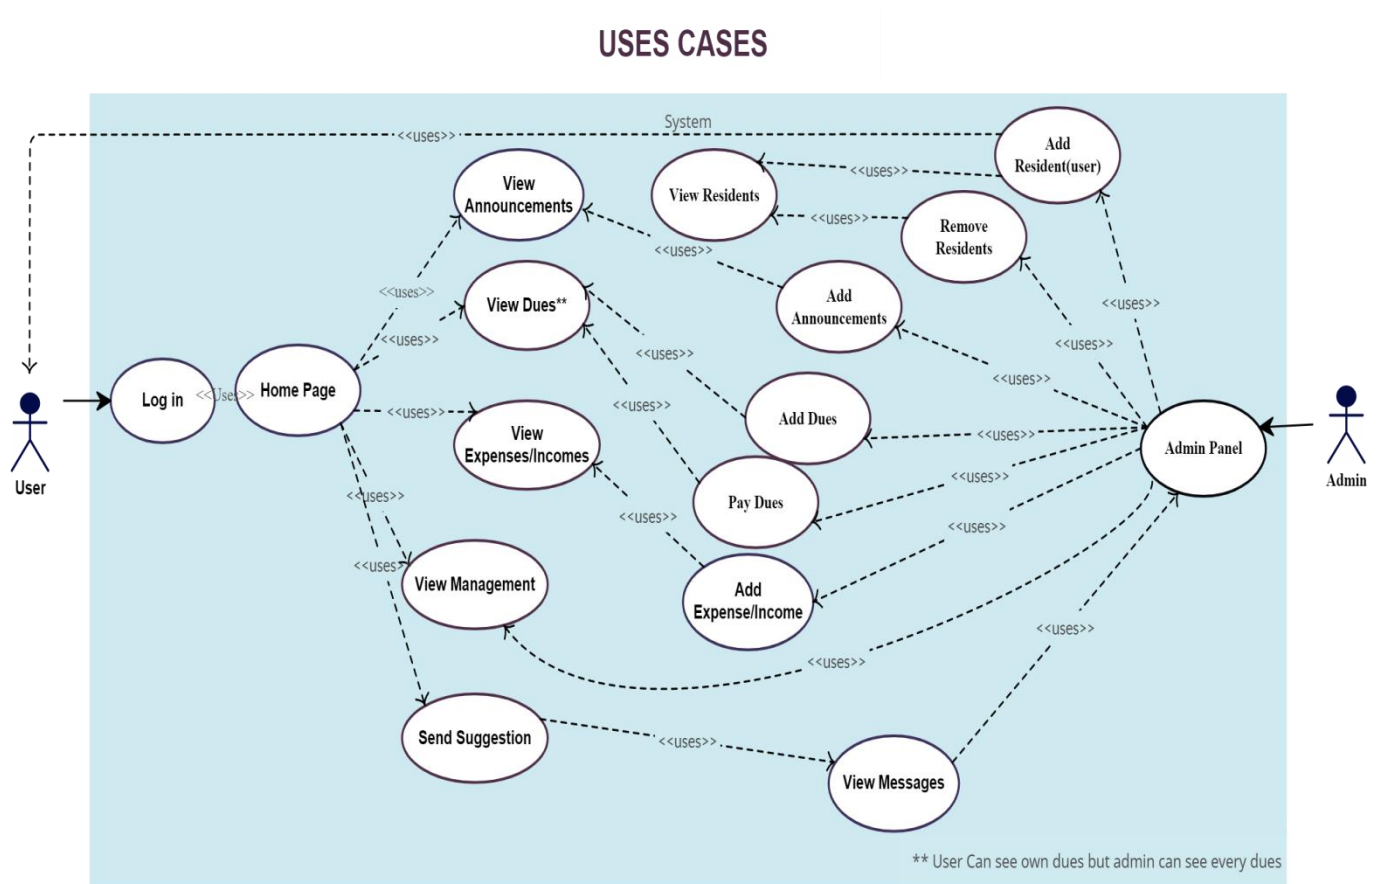 USES CASES
System
<<uses>>
Add
Resident(user)
View
Announcements
View Residents
<<uses>>
<<uses>>
Remove
Residents
<<uses>>
<<uses>>
View Dues**
<<uses>>
Add
Announcements
<<uses>>
<<uses>>
<<uses>>
<<uses>>
<<uses>>
Log in
<<Uses>>
Home Page
<<uses>>
<<uses>>
Add Dues
<<uses>>
View
Expenses/Incomes
Admin Panel
User
Admin
<<uses>>
<<uses>>
Pay Dues
<<uses>>
<<uses>>
<<uses>
View Management
Add
Expense/Income
<<uses>>
<<uses>>
Send Suggestion
<<uses>>
View Messages
** User Can see own dues but admin can see every dues